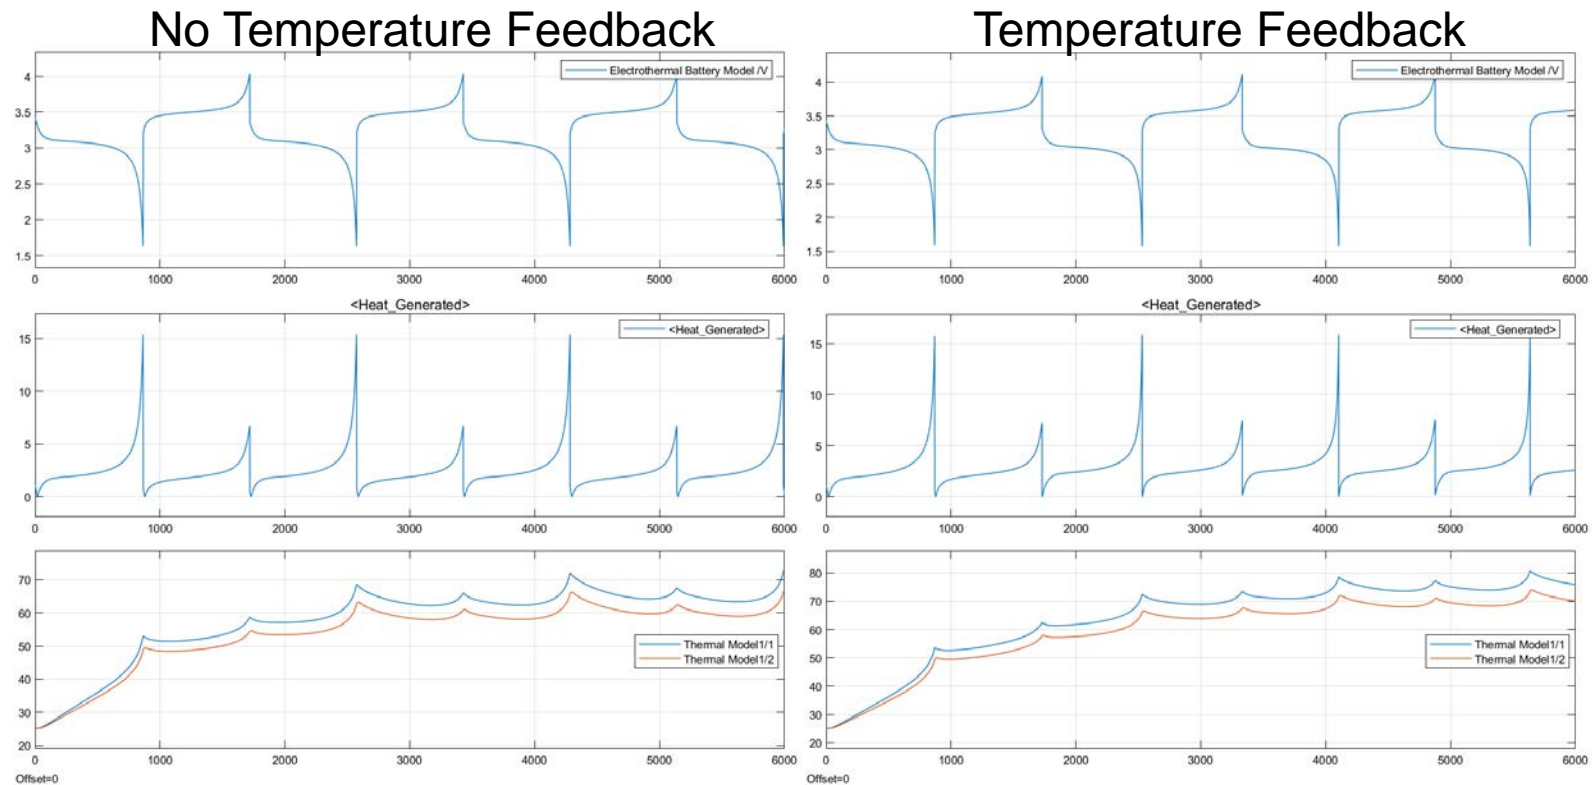 No Temperature Feedback
Temperature Feedback
Electrothermal Battery Model /V
4
3.5
3
2.5
2
1.5
0 1000 2000 3000 4000 5000 6000
Electrothermal Battery Model /V
4
3.5
3
2.5
2
1.5
0 1000 2000 3000 4000 5000 6000
<Heat_Generated>
<Heat_Generated>
15
10
5
0
0 1000 2000 3000 4000 5000 6000
<Heat_Generated>
<Heat_Generated>
15
10
5
0
0 1000 2000 3000 4000 5000 6000
70
60
50
40
30
20
Thermal Model1/1
Thermal Model1/2
0 1000 2000 3000 4000 5000 6000
Offset=0
80
70
60
50
40
30
20
Thermal Model1/1
Thermal Model1/2
0 1000 2000 3000 4000 5000 6000
Offset=0